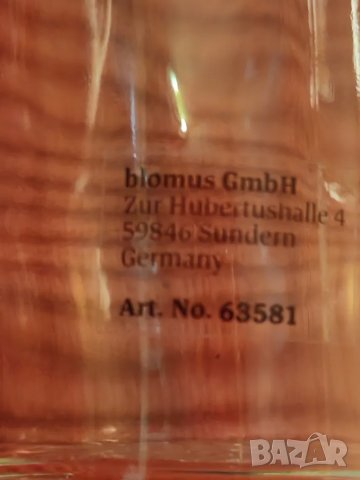 blomus GmbH
Zur Hubertushalle 4
59846 Sundern
Germany
Art. No. 63581
BAZAR